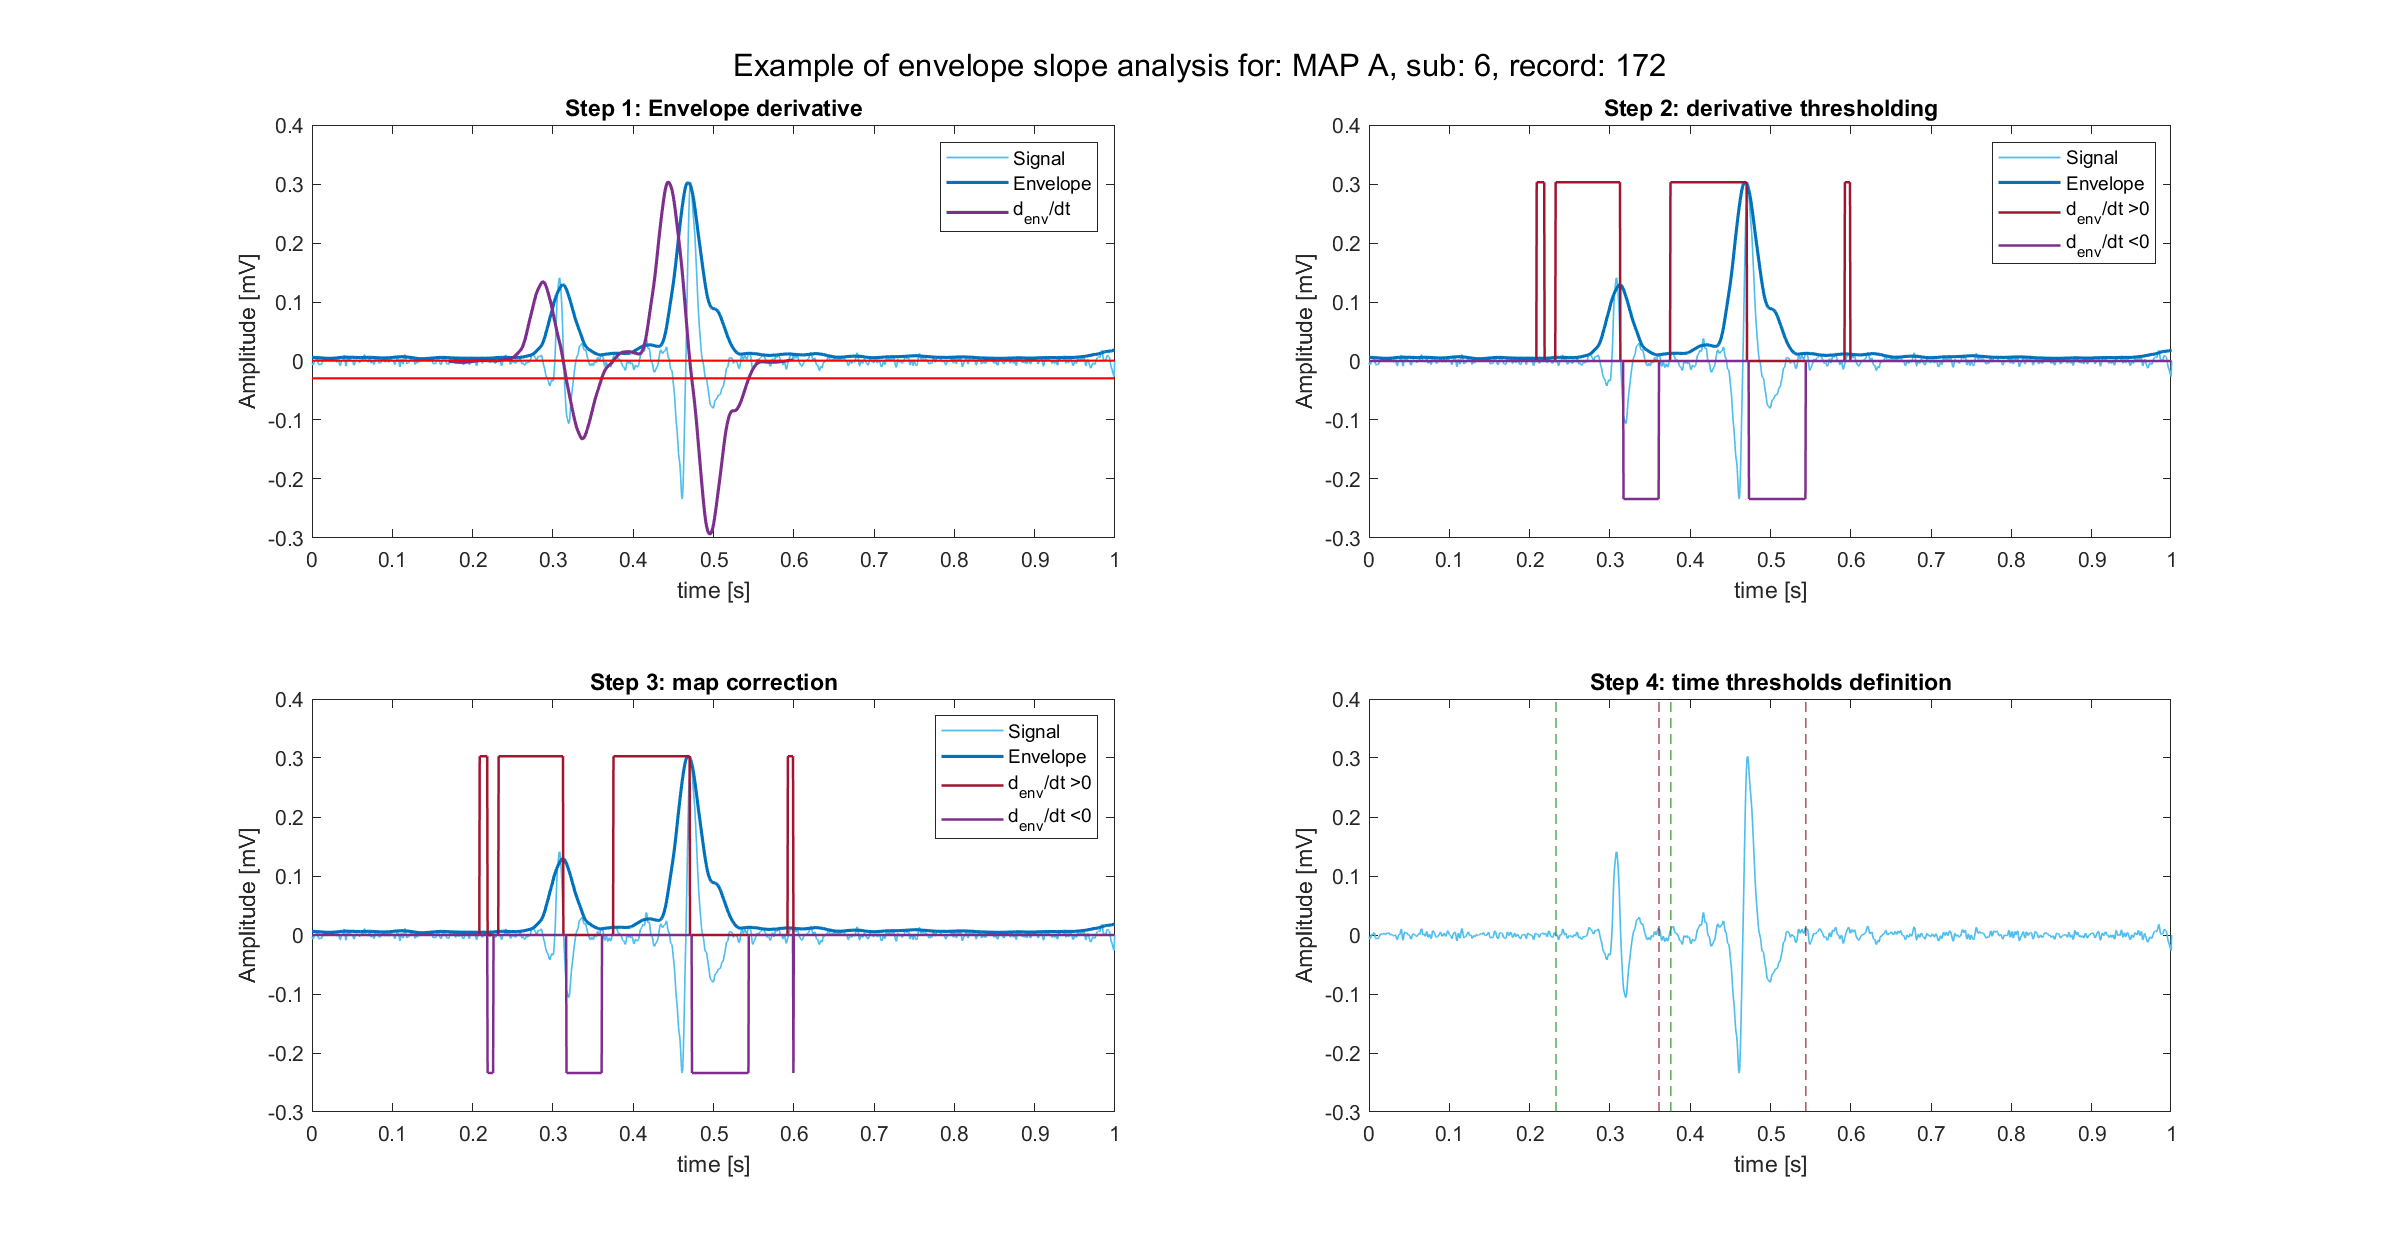 Example of envelope slope analysis for: MAP A, sub: 6, record: 172
Step 1: Envelope derivative
0.4
0.3
0.2
0.1
0
-0.1
-0.2
-0.3
Amplitude [mV]
Signal
Envelope
d_env/dt
0 0.1 0.2 0.3 0.4 0.5 0.6 0.7 0.8 0.9 1
time [s]
Step 2: derivative thresholding
0.4
0.3
0.2
0.1
0
-0.1
-0.2
-0.3
Amplitude [mV]
Signal
Envelope
d_env/dt >0
d_env/dt <0
0 0.1 0.2 0.3 0.4 0.5 0.6 0.7 0.8 0.9 1
time [s]
Step 3: map correction
0.4
0.3
0.2
0.1
0
-0.1
-0.2
-0.3
Amplitude [mV]
Signal
Envelope
d_env/dt >0
d_env/dt <0
0 0.1 0.2 0.3 0.4 0.5 0.6 0.7 0.8 0.9 1
time [s]
Step 4: time thresholds definition
0.4
0.3
0.2
0.1
0
-0.1
-0.2
-0.3
Amplitude [mV]
0 0.1 0.2 0.3 0.4 0.5 0.6 0.7 0.8 0.9 1
time [s]